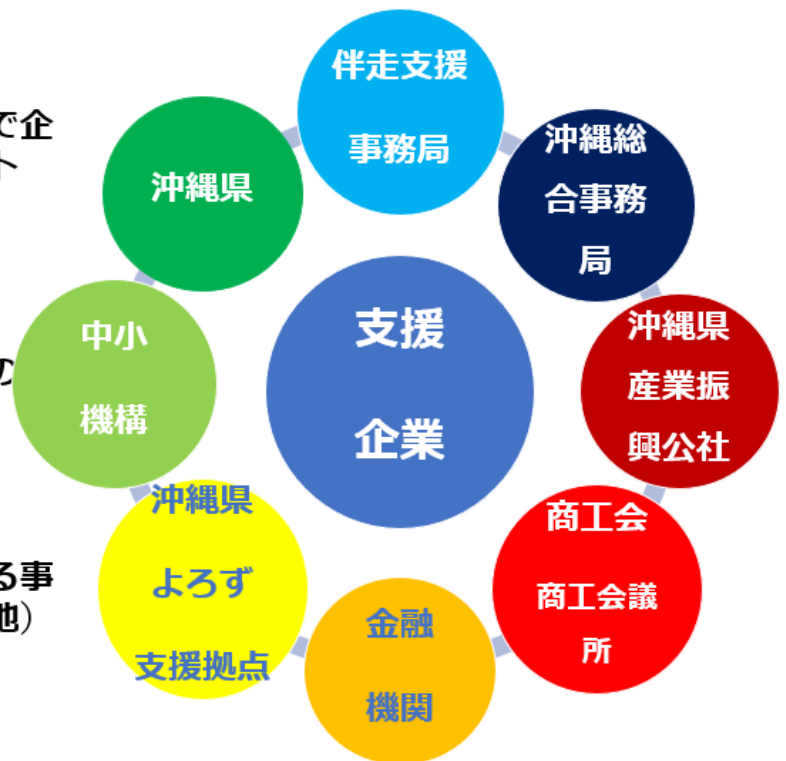 で企
ト
の
る事
他）
伴走支援
事務局
沖縄総
合事務
局
沖縄県
産業振
興公社
商工会
商工会議
所
金融
機関
沖縄県
よろず
支援拠点
中小
機構
沖縄県
支援
企業